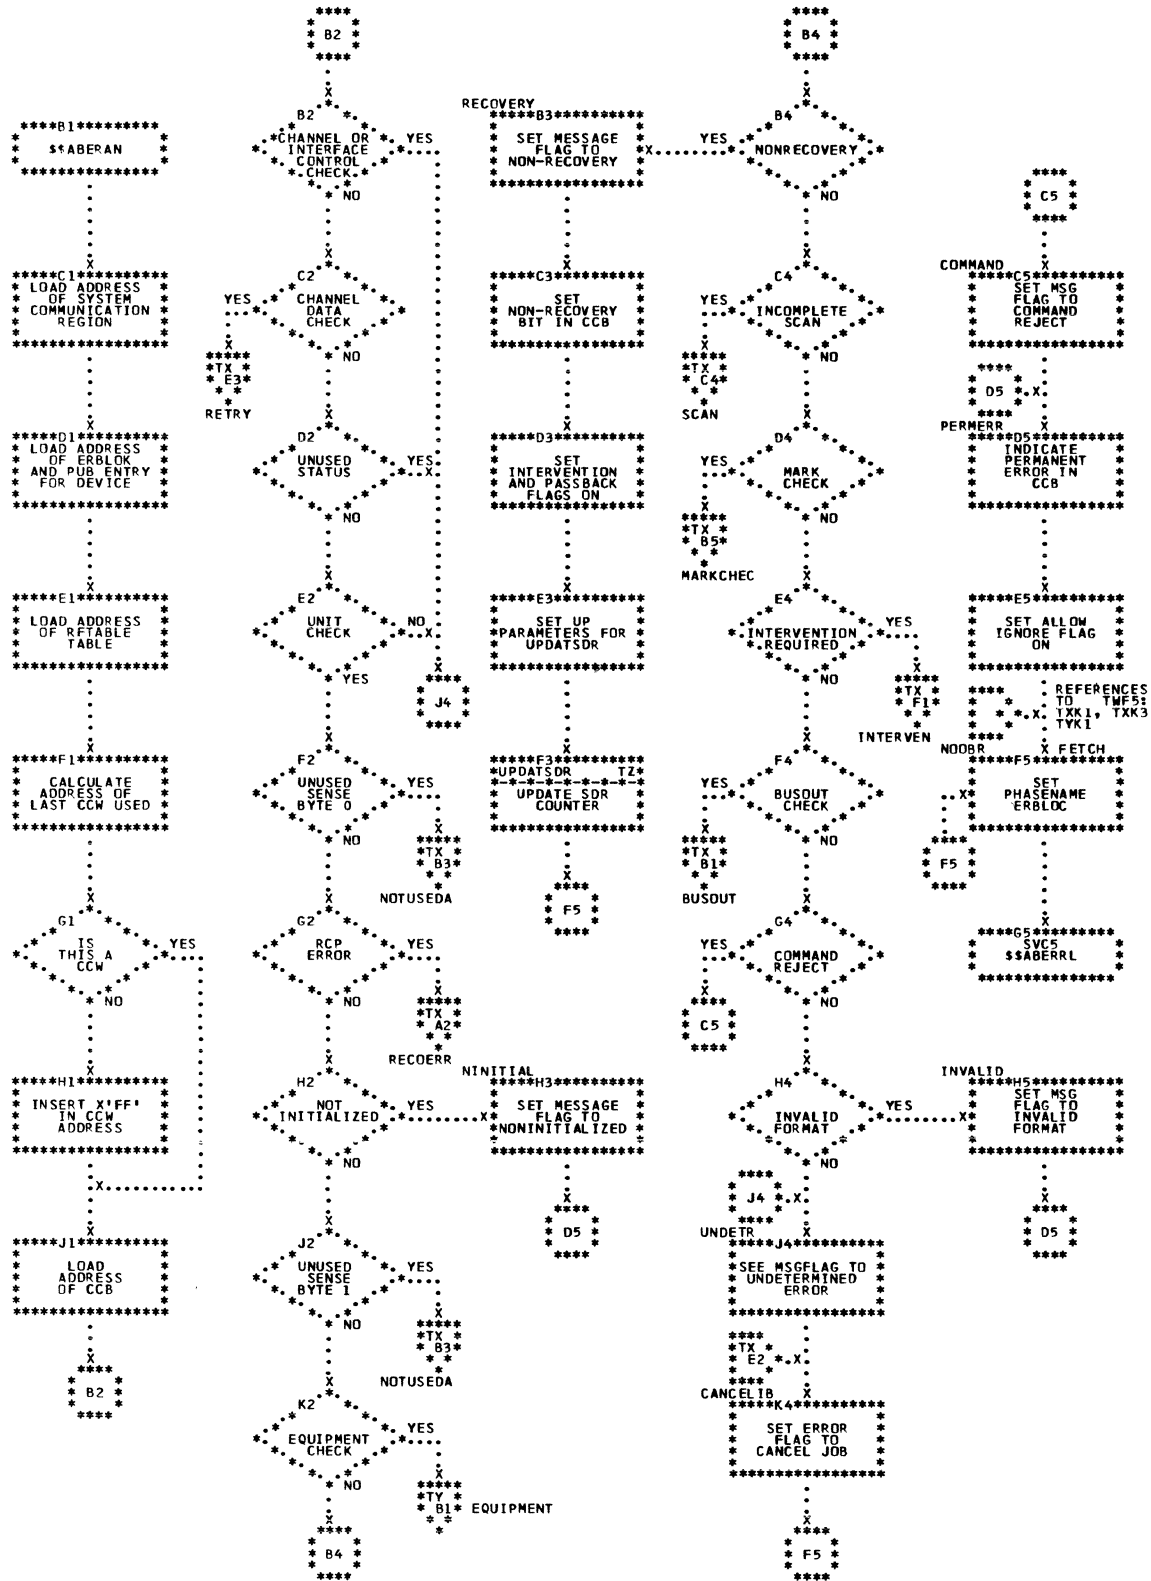 B2
B4
B1
$$ABERAN
C1
LOAD ADDRESS
OF SYSTEM
COMMUNICATION
REGION
D1
LOAD ADDRESS
OF ERBLOK
AND PUB ENTRY
FOR DEVICE
E1
LOAD ADDRESS
OF RFTABLE
TABLE
F1
CALCULATE
ADDRESS OF
LAST CCW USED
G1
IS
THIS A
CCW
YES
NO
H1
INSERT X'FF'
IN CCW
ADDRESS
J1
LOAD
ADDRESS
OF CCB
B2
B2
CHANNEL OR
INTERFACE
CONTROL
CHECK
YES
NO
C2
CHANNEL
DATA
CHECK
YES
NO
TX
E3
RETRY
D2
UNUSED
STATUS
YES
NO
E2
UNIT
CHECK
NO
YES
J4
F2
UNUSED
SENSE
BYTE 0
YES
NO
TX
B3
NOTUSEDA
G2
RCP
ERROR
YES
NO
TX
A2
RECOERR
H2
NOT
INITIALIZED
YES
NO
J2
UNUSED
SENSE
BYTE 1
YES
NO
TX
B3
NOTUSEDA
K2
EQUIPMENT
CHECK
YES
NO
TY
B1
EQUIPMENT
B4
RECOVERY
B3
SET MESSAGE
FLAG TO
NON-RECOVERY
C3
SET
NON-RECOVERY
BIT IN CCB
D3
SET
INTERVENTION
AND PASSBACK
FLAGS ON
E3
SET UP
PARAMETERS FOR
UPDATSDR
F3
UPDATSDR TZ
UPDATE SDR
COUNTER
F5
NINITIAL
H3
SET MESSAGE
FLAG TO
NONINITIALIZED
D5
B4
NONRECOVERY
YES
NO
C4
INCOMPLETE
SCAN
YES
NO
TX
C4
SCAN
D4
MARK
CHECK
YES
NO
TX
B5
MARKCHEC
E4
INTERVENTION
REQUIRED
YES
NO
TX
F1
INTERVEN
F4
BUSOUT
CHECK
YES
NO
TX
B1
BUSOUT
G4
COMMAND
REJECT
YES
NO
C5
H4
INVALID
FORMAT
YES
NO
J4
UNDETR
J4
SEE MSGFLAG TO
UNDETERMINED
ERROR
TX
E2
CANCELIB
K4
SET ERROR
FLAG TO
CANCEL JOB
F5
C5
COMMAND
C5
SET MSG
FLAG TO
COMMAND
REJECT
D5
PERMERR
D5
INDICATE
PERMANENT
ERROR IN
CCB
E5
SET ALLOW
IGNORE FLAG
ON
REFERENCES
TO TWF5:
TXK1, TXK3
TYK1
NOOBR
FETCH
F5
SET
PHASENAME
ERBLOC
F5
G5
SVC5
$$ABERRL
INVALID
H5
SET MSG
FLAG TO
INVALID
FORMAT
D5